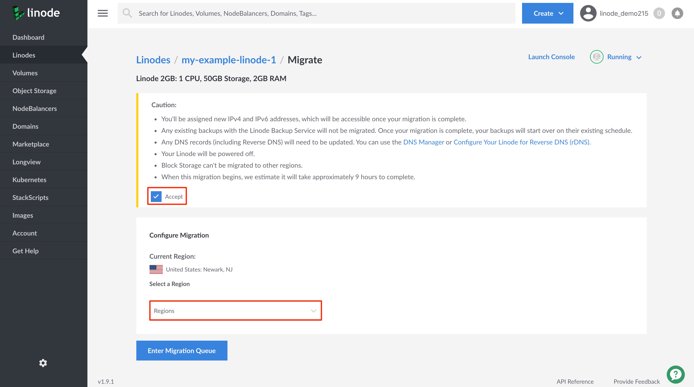 linode
Search for Linodes, Volumes, NodeBalancers, Domains, Tags...
Create
linode_demo215
0
Dashboard
Linodes
Volumes
Object Storage
NodeBalancers
Domains
Marketplace
Longview
Kubernetes
StackScripts
Images
Account
Get Help
Linodes / my-example-linode-1 / Migrate
Launch Console
Running
Linode 2GB: 1 CPU, 50GB Storage, 2GB RAM
Caution:
• You'll be assigned new IPv4 and IPv6 addresses, which will be accessible once your migration is complete.
• Any existing backups with the Linode Backup Service will not be migrated. Once your migration is complete, your backups will start over on their existing schedule.
• Any DNS records (including Reverse DNS) will need to be updated. You can use the DNS Manager or Configure Your Linode for Reverse DNS (rDNS).
• Your Linode will be powered off.
• Block Storage can't be migrated to other regions.
• When this migration begins, we estimate it will take approximately 9 hours to complete.
Accept
Configure Migration
Current Region:
United States: Newark, NJ
Select a Region
Regions
Enter Migration Queue
v1.9.1
API Reference
Provide Feedback
?